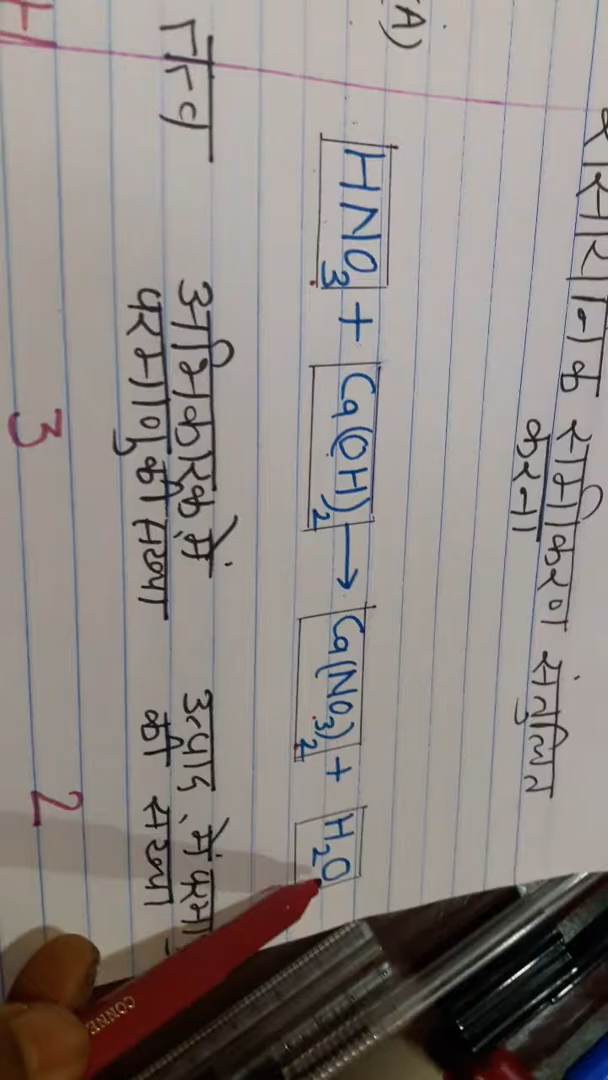 रासायनिक समीकरण संतुलित
करना
(A)
HNO₃ + Ca(OH)₂ → Ca(NO₃)₂ + H₂O
तत्व
अभिकारक में
परमाणु की संख्या
उत्पाद में
की संख्या
H
3
2
CONNE